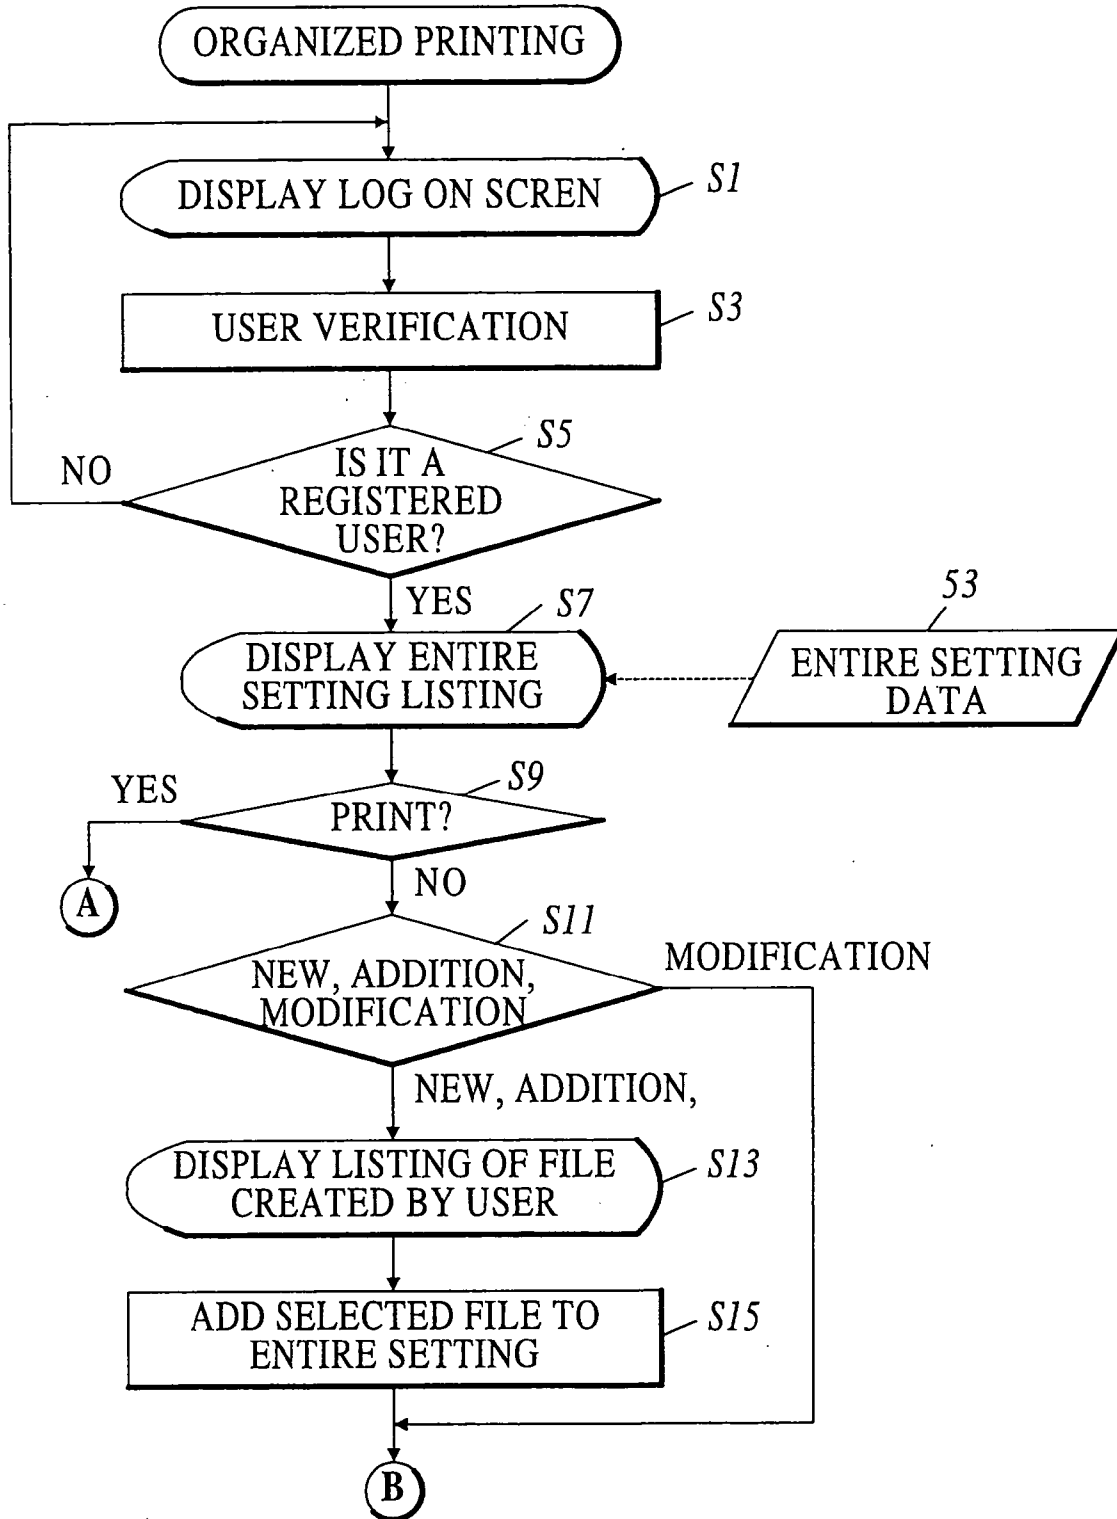 ORGANIZED PRINTING
DISPLAY LOG ON SCREN
S1
USER VERIFICATION
S3
S5
NO
IS IT A
REGISTERED
USER?
YES
S7
53
DISPLAY ENTIRE
SETTING LISTING
ENTIRE SETTING
DATA
YES
S9
PRINT?
A
NO
S11
MODIFICATION
NEW, ADDITION,
MODIFICATION
NEW, ADDITION,
DISPLAY LISTING OF FILE
CREATED BY USER
S13
ADD SELECTED FILE TO
ENTIRE SETTING
S15
B